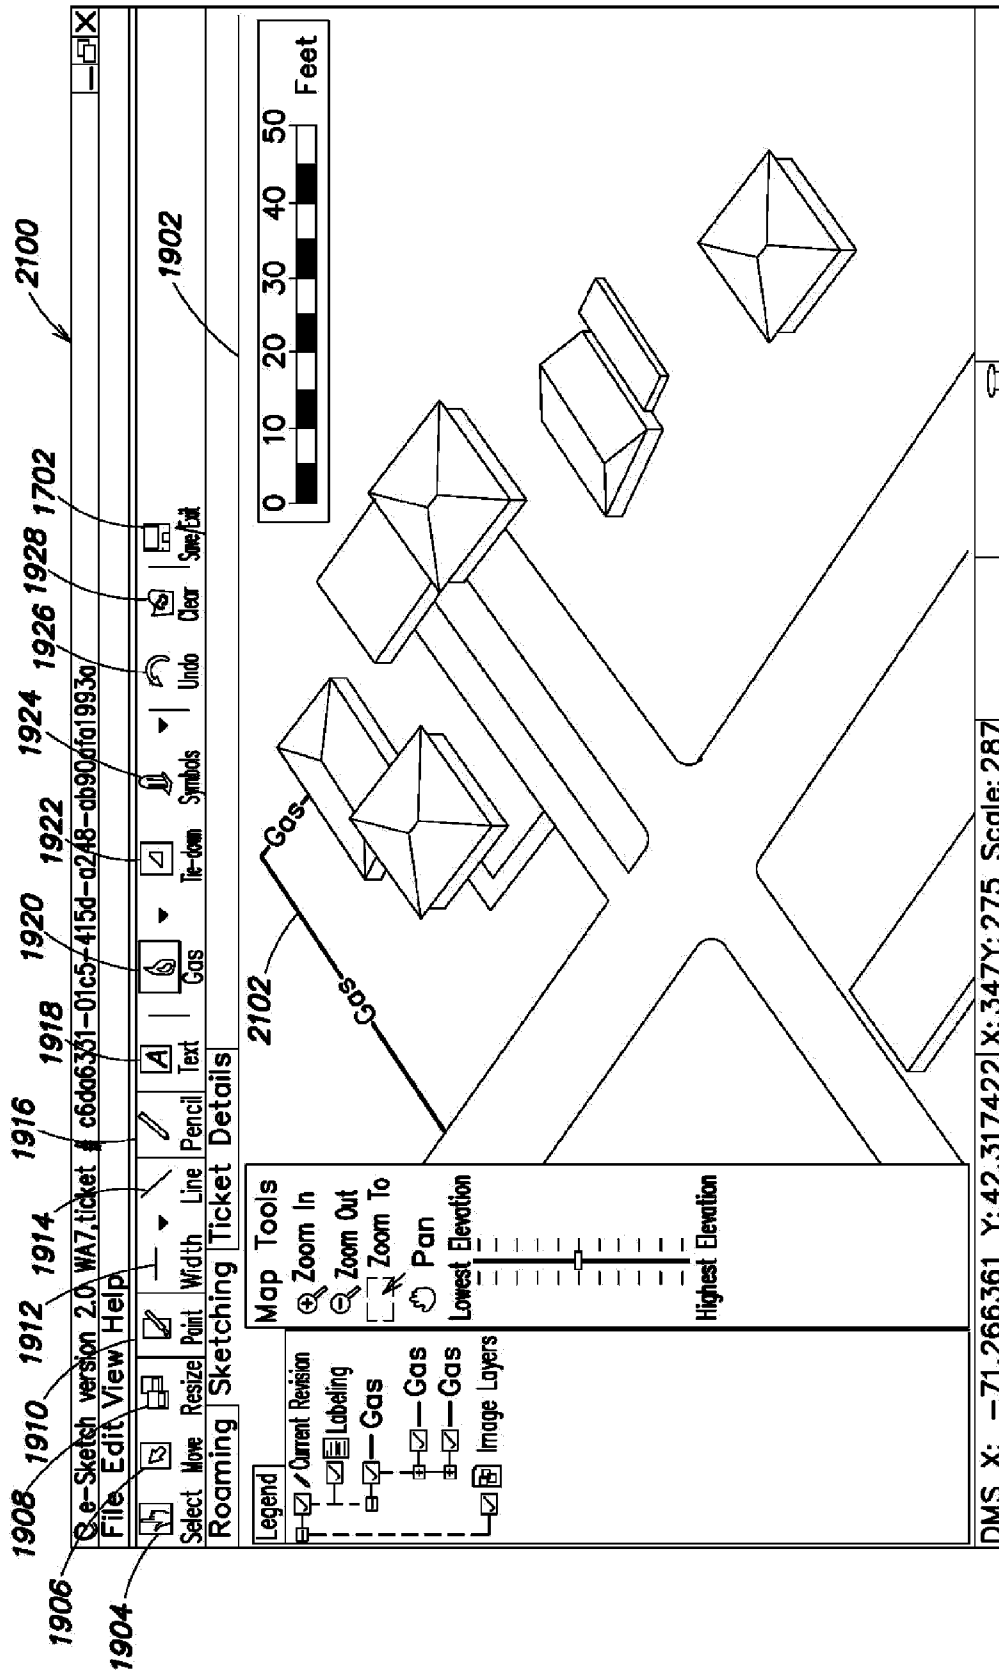 2100
1904
1906
1908
1910
1912
1914
1916
1918
1920
1922
1924
1926
1928
1702
e-Sketch version 2.0 WA7,ticket # c6da6331-01c5-415d-a248-ab90dfa1993a
File Edit View Help
Select Move Resize Paint Width Line Pencil Text Gas Tie-down Symbols Undo Clear Save/Exit
Roaming Sketching Ticket Details
1902
Legend
Current Revision
Labeling
Gas
Gas
Gas
Image Layers
Map Tools
Zoom In
Zoom Out
Zoom To
Pan
Lowest Elevation
Highest Elevation
0 10 20 30 40 50
Feet
2102
Gas
Gas
DMS X: -71.266361 Y:42.317422 X:347Y:275 Scale:287